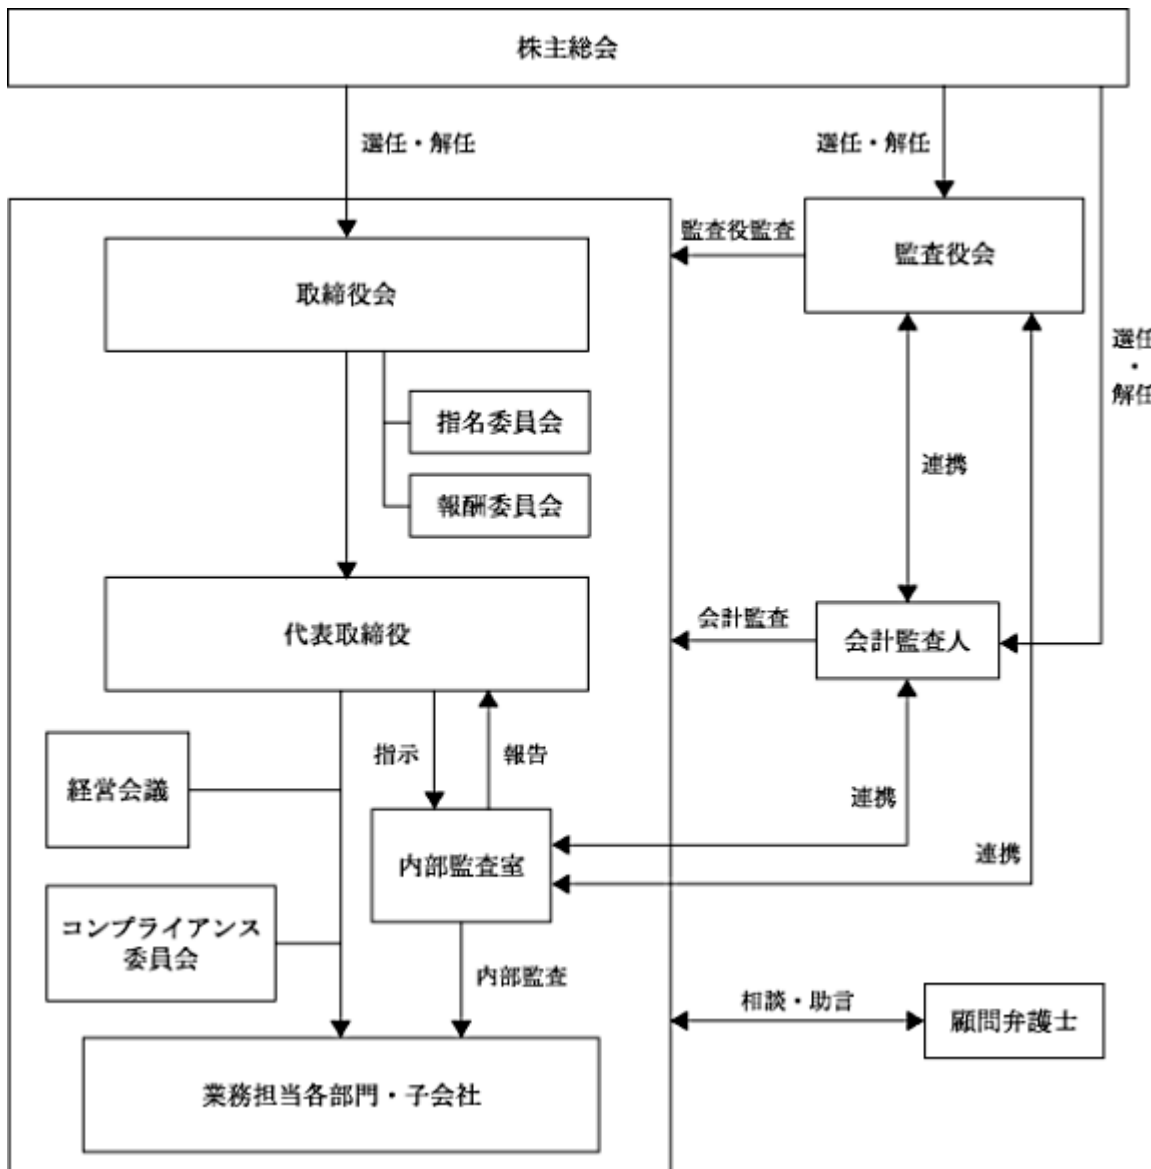 株主総会
選任・解任
選任・解任
監査役監査
監査役会
取締役会
選任
・
解任
指名委員会
連携
報酬委員会
代表取締役
会計監査
会計監査人
指示
報告
経営会議
連携
内部監査室
連携
コンプライアンス
委員会
内部監査
相談・助言
顧問弁護士
業務担当各部門・子会社